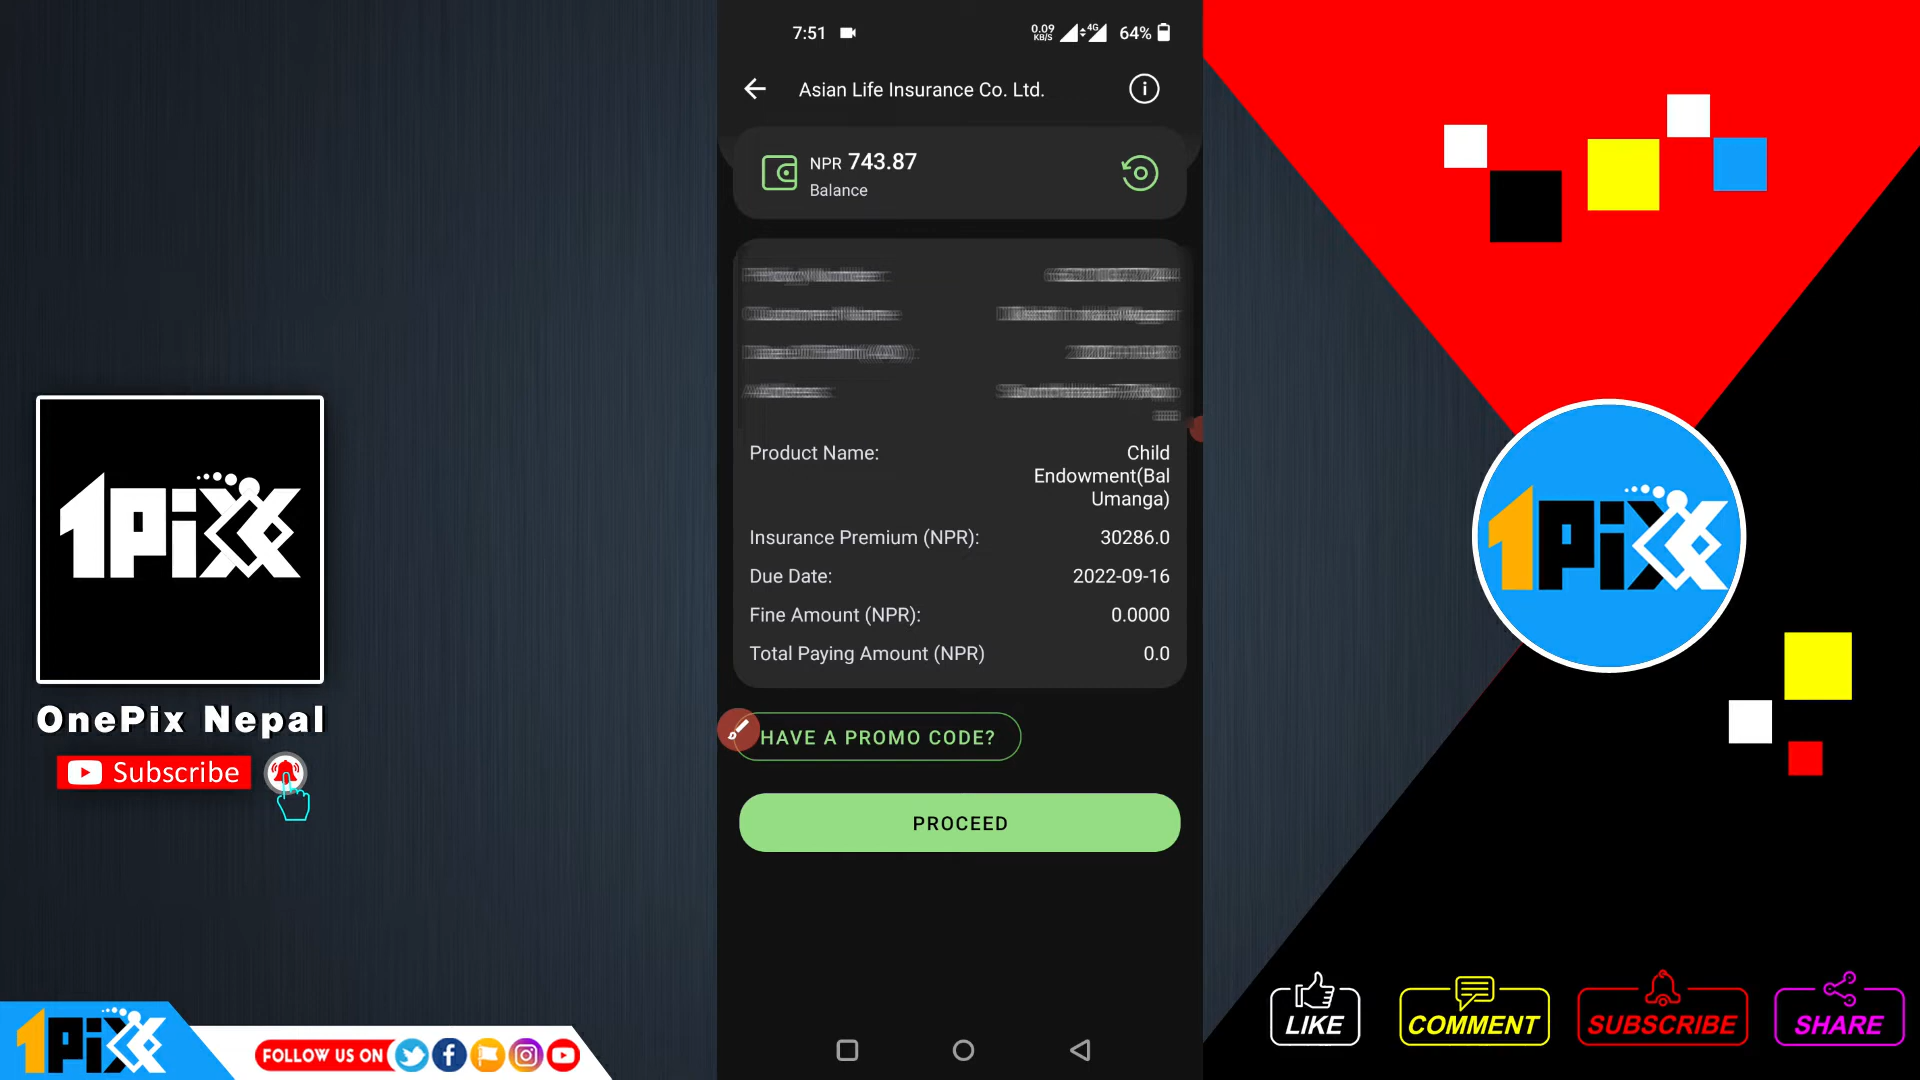 7:51
0.09
KB/S
4G
64%
Asian Life Insurance Co. Ltd.
NPR 743.87
Balance
Product Name:
Child
Endowment(Bal
Umanga)
Insurance Premium (NPR):
30286.0
Due Date:
2022-09-16
Fine Amount (NPR):
0.0000
Total Paying Amount (NPR)
0.0
HAVE A PROMO CODE?
PROCEED
1Pix
OnePix Nepal
Subscribe
1Pix
FOLLOW US ON
1Pix
LIKE
COMMENT
SUBSCRIBE
SHARE